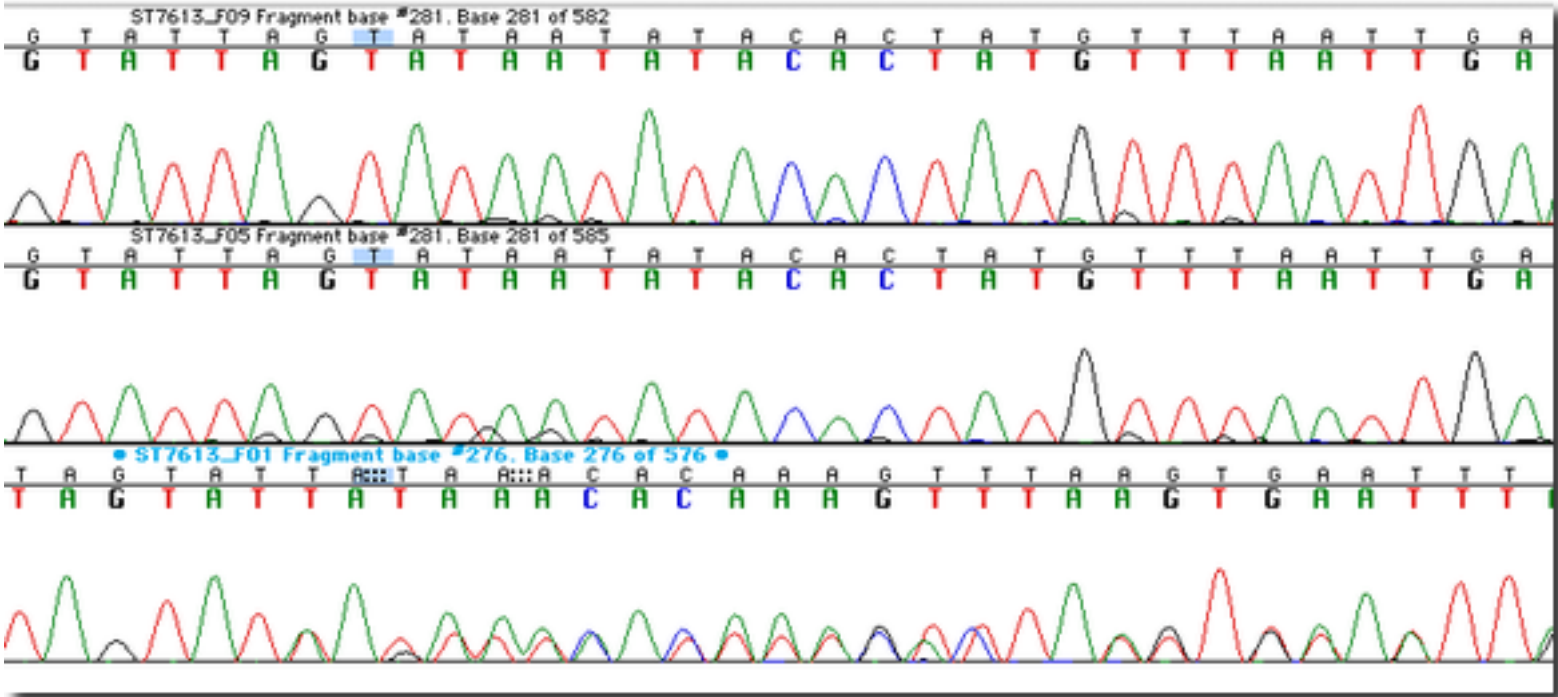 ST7613_F09 Fragment base #281. Base 281 of 582
G T A T T A G T A T A A T A T A C A C T A T G T T T A A T T G A
G T A T T A G T A T A A T A T A C A C T A T G T T T A A T T G A
ST7613_F05 Fragment base #281. Base 281 of 585
G T A T T A G T A T A A T A T A C A C T A T G T T T A A T T G A
G T A T T A G T A T A A T A T A C A C T A T G T T T A A T T G A
• ST7613_F01 Fragment base #276. Base 276 of 576 •
T A G T A T T A T A A A C A C A A A G T T T A A G T G A A T T T
T A G T A T T A T A A A C A C A A A G T T T A A G T G A A T T T